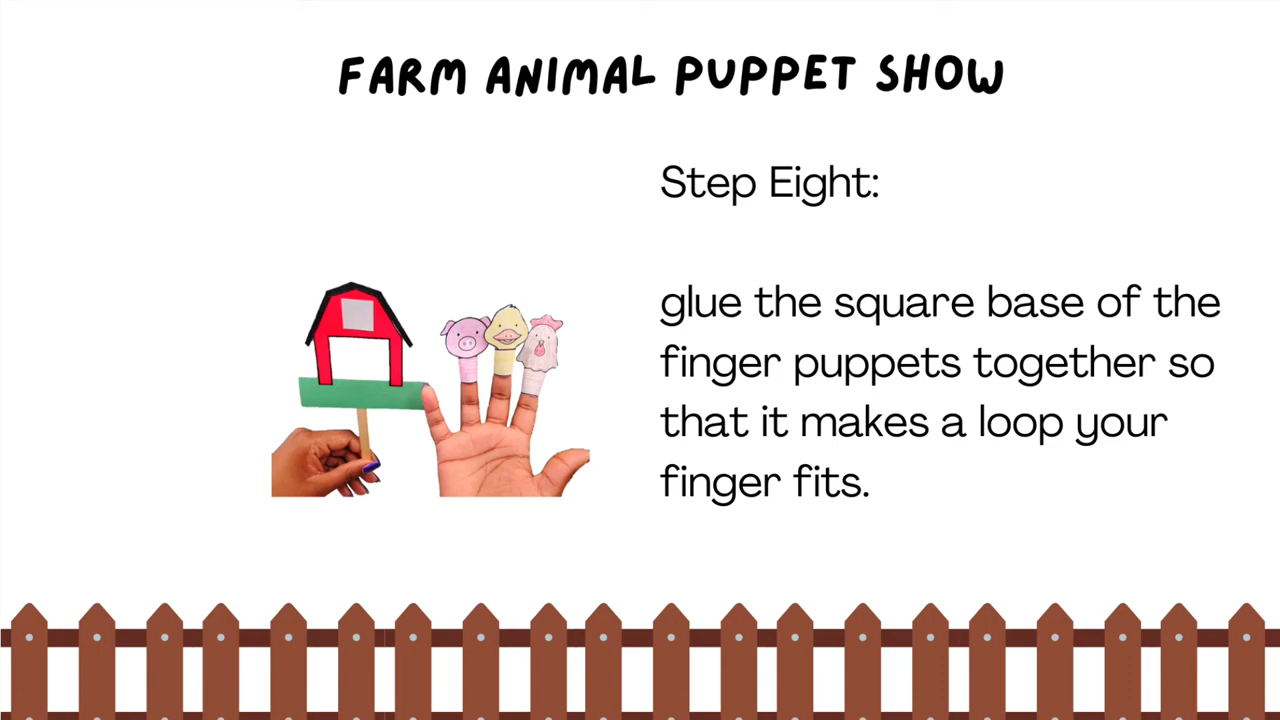 FARM ANIMAL PUPPET SHOW
Step Eight:
glue the square base of the
finger puppets together so
that it makes a loop your
finger fits.